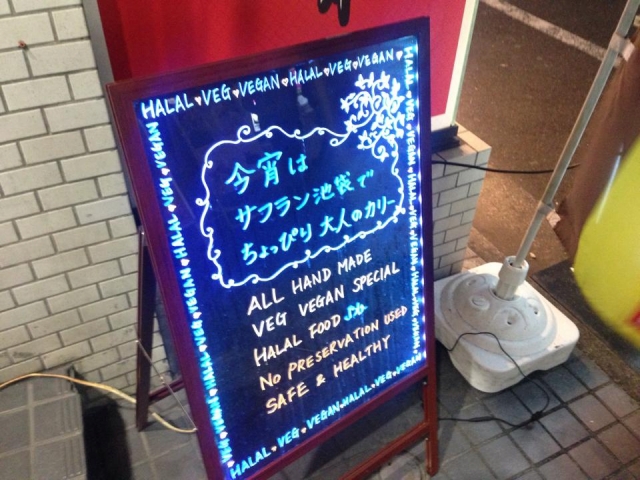 HALAL♥VEG♥VEGAN♥HALAL♥VEG♥VEGAN♥
今宵は
サフラン池袋で
ちょっぴり 大人のカリー
ALL HAND MADE
VEG VEGAN SPECIAL
HALAL FOOD
NO PRESERVATION USED
SAFE & HEALTHY
HALAL♥VEG♥VEGAN♥HALAL♥VEG♥VEGAN